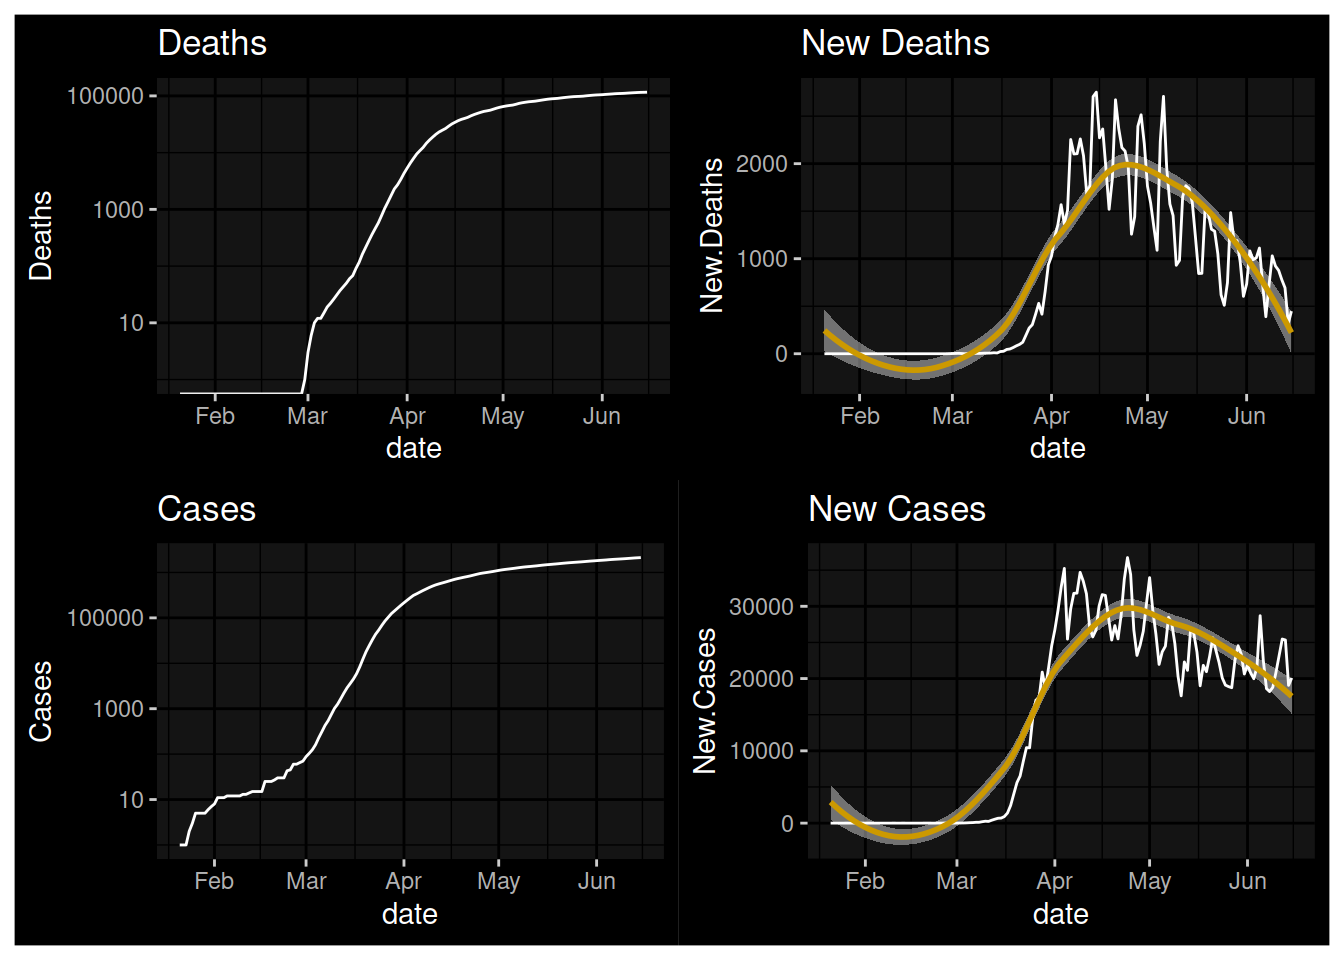 Deaths
100000
1000
10
Deaths
Feb Mar Apr May Jun
date
New Deaths
2000
1000
0
New.Deaths
Feb Mar Apr May Jun
date
Cases
100000
1000
10
Cases
Feb Mar Apr May Jun
date
New Cases
30000
20000
10000
0
New.Cases
Feb Mar Apr May Jun
date